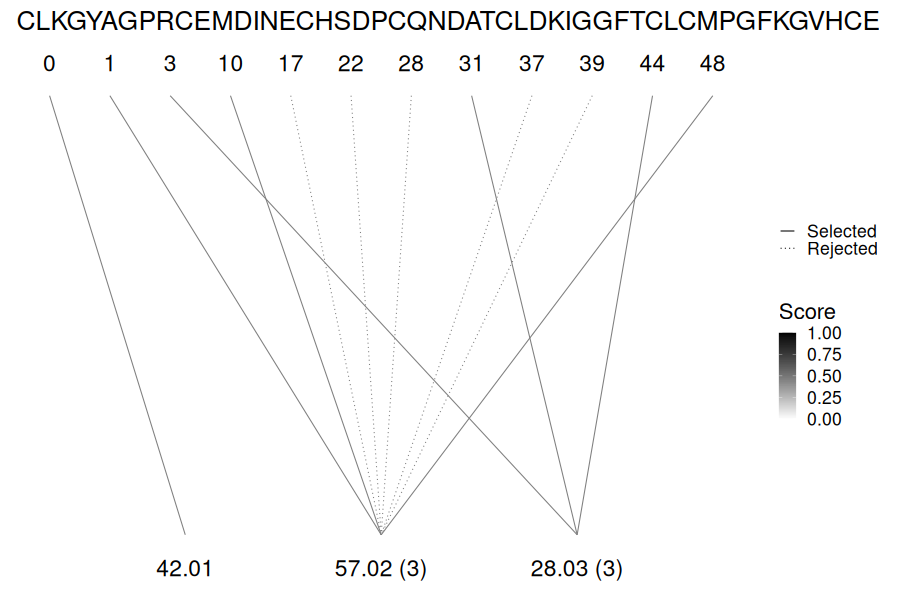 CLKGYAGPRCEMDINECHSDPCQNDATCLDKIGGFTCLCMPGFKGVHCE
0 1 3 10 17 22 28 31 37 39 44 48
Selected
Rejected
Score
1.00
0.75
0.50
0.25
0.00
42.01 57.02 (3) 28.03 (3)